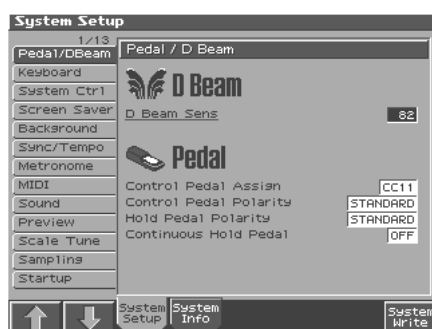 System Setup
1/13
Pedal/DBeam
Keyboard
System Ctrl
Screen Saver
Background
Sync/Tempo
Metronome
MIDI
Sound
Preview
Scale Tune
Sampling
Startup
Pedal / D Beam
D Beam
D Beam Sens 82
Pedal
Control Pedal Assign CC11
Control Pedal Polarity STANDARD
Hold Pedal Polarity STANDARD
Continuous Hold Pedal OFF
System Setup
System Info
System Write